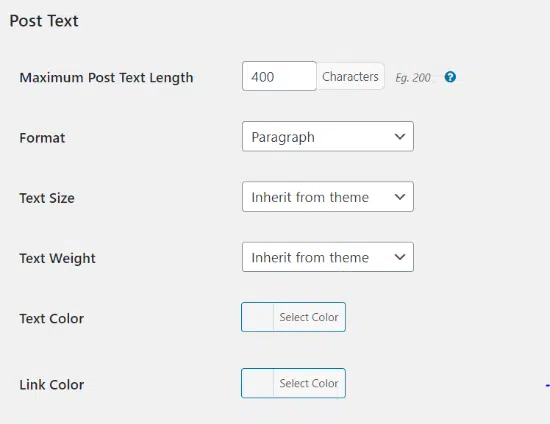 Post Text
Maximum Post Text Length 400 Characters Eg. 200 ?
Format Paragraph
Text Size Inherit from theme
Text Weight Inherit from theme
Text Color Select Color
Link Color Select Color